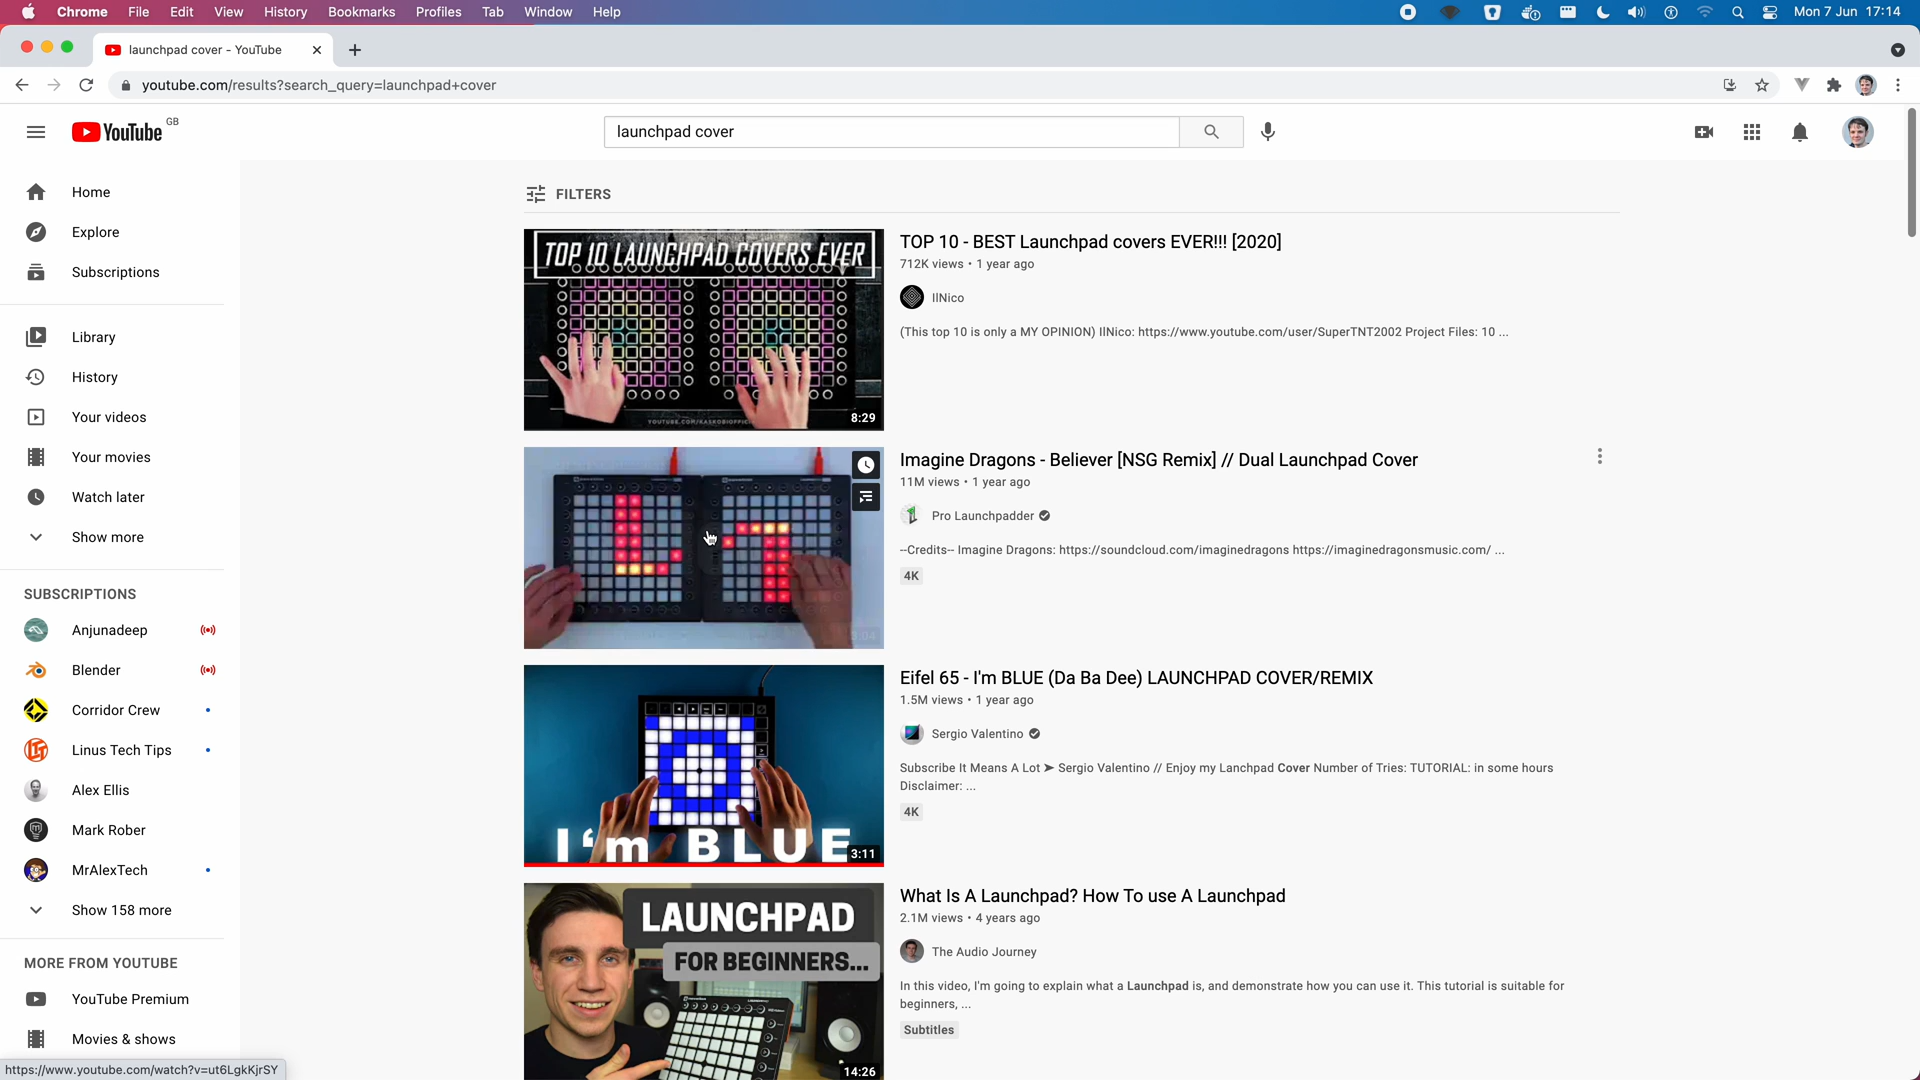 Chrome File Edit View History Bookmarks Profiles Tab Window Help Mon 7 Jun 17:14
launchpad cover - YouTube
youtube.com/results?search_query=launchpad+cover
YouTube GB
launchpad cover
Home
Explore
Subscriptions
Library
History
Your videos
Your movies
Watch later
Show more
SUBSCRIPTIONS
Anjunadeep
Blender
Corridor Crew
Linus Tech Tips
Alex Ellis
Mark Rober
MrAlexTech
Show 158 more
MORE FROM YOUTUBE
YouTube Premium
Movies & shows
https://www.youtube.com/watch?v=ut6LgkKjrSY
FILTERS
TOP 10 LAUNCHPAD COVERS EVER
8:29
TOP 10 - BEST Launchpad covers EVER!!! [2020]
712K views • 1 year ago
IlNico
(This top 10 is only a MY OPINION) IlNico: https://www.youtube.com/user/SuperTNT2002 Project Files: 10 ...
Imagine Dragons - Believer [NSG Remix] // Dual Launchpad Cover
11M views • 1 year ago
Pro Launchpadder
--Credits-- Imagine Dragons: https://soundcloud.com/imaginedragons https://imaginedragonsmusic.com/ ...
4K
I'm BLUE
3:11
Eifel 65 - I'm BLUE (Da Ba Dee) LAUNCHPAD COVER/REMIX
1.5M views • 1 year ago
Sergio Valentino
Subscribe It Means A Lot ➤ Sergio Valentino // Enjoy my Lanchpad Cover Number of Tries: TUTORIAL: in some hours
Disclaimer: ...
4K
LAUNCHPAD
FOR BEGINNERS...
14:26
What Is A Launchpad? How To use A Launchpad
2.1M views • 4 years ago
The Audio Journey
In this video, I'm going to explain what a Launchpad is, and demonstrate how you can use it. This tutorial is suitable for
beginners, ...
Subtitles